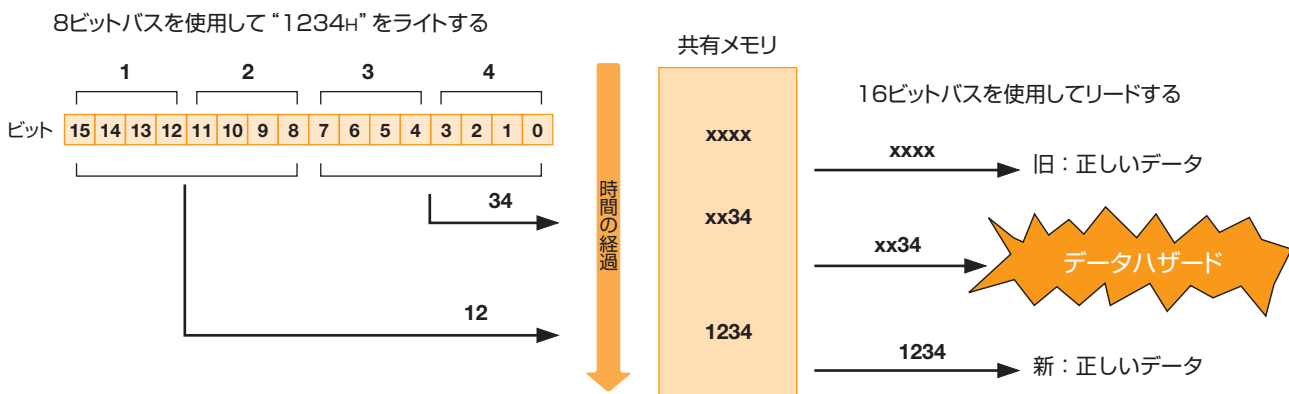 8ビットバスを使用して“1234H”をライトする
共有メモリ
1 2 3 4
16ビットバスを使用してリードする
ビット 15 14 13 12 11 10 9 8 7 6 5 4 3 2 1 0
xxxx
xxxx
旧：正しいデータ
34
時間の経過
xx34
xx34
データハザード
12
1234
1234
新：正しいデータ